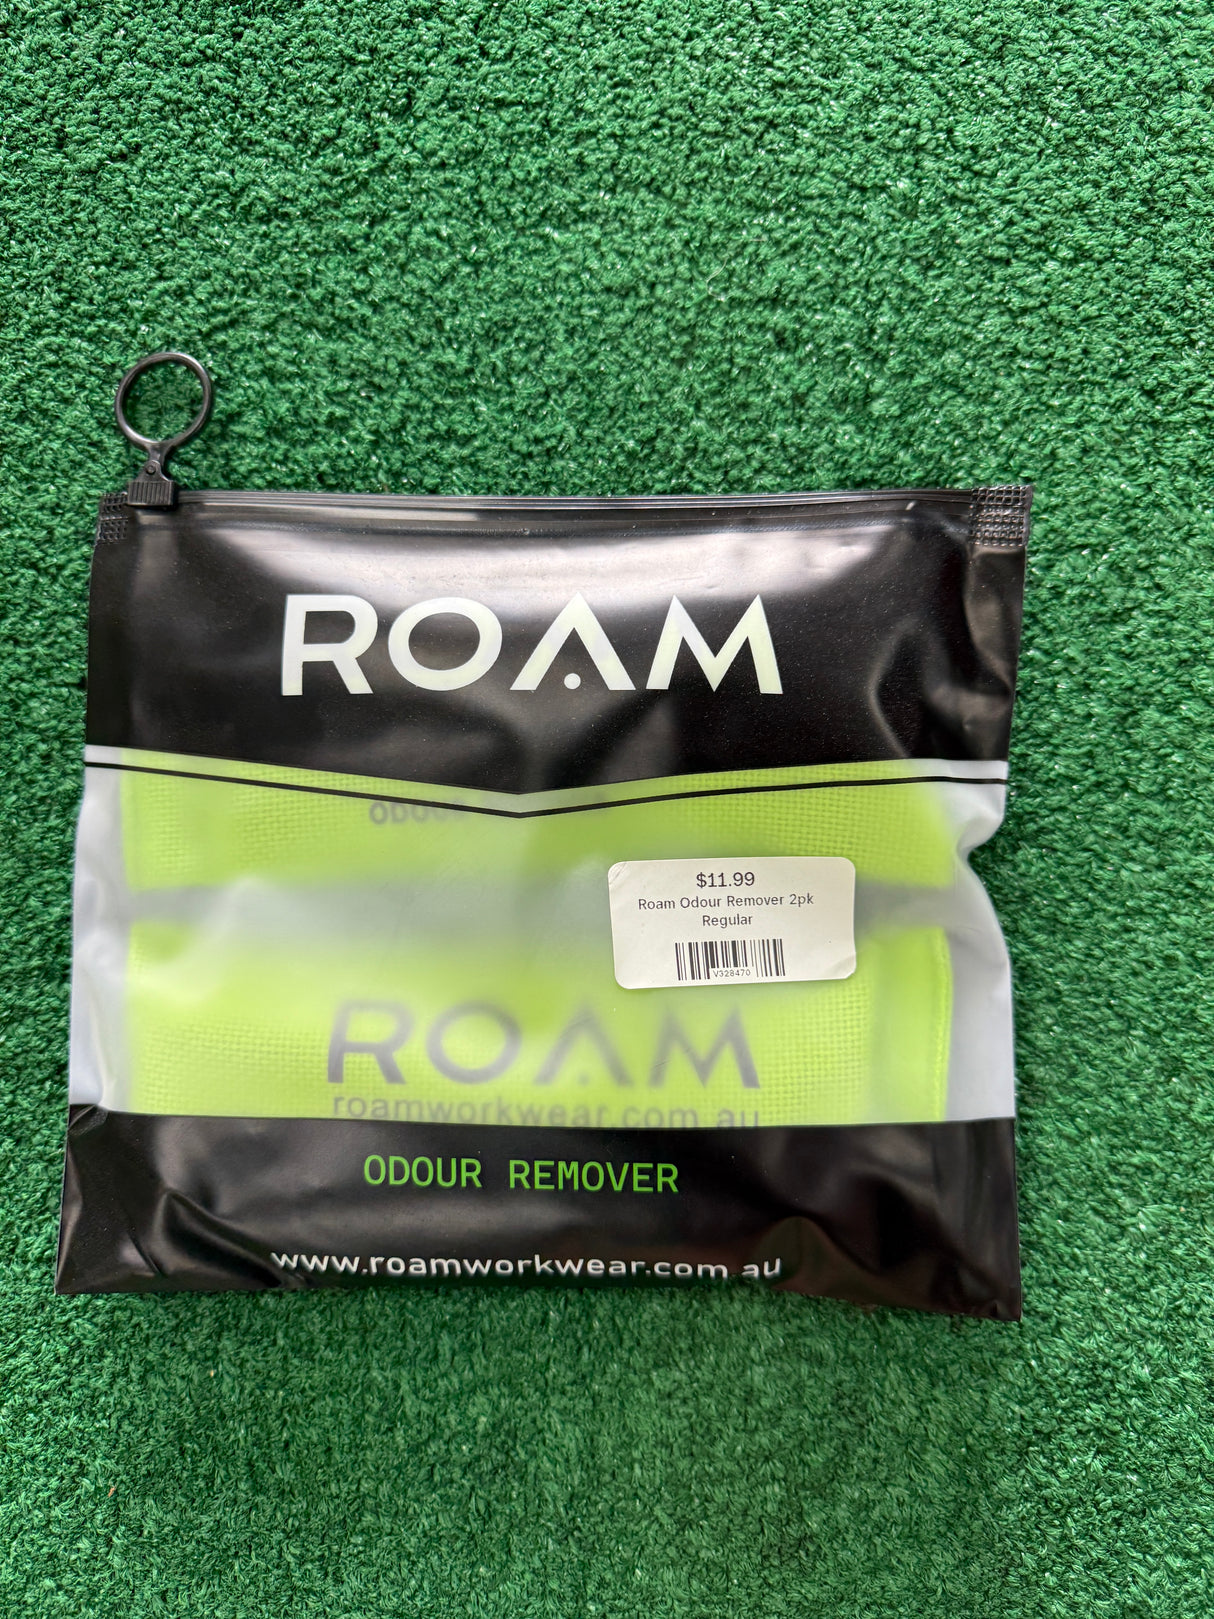 ROAM
ODOUR
$11.99
Roam Odour Remover 2pk
Regular
V328470
ROAM
roamworkwear.com.au
ODOUR REMOVER
www.roamworkwear.com.au